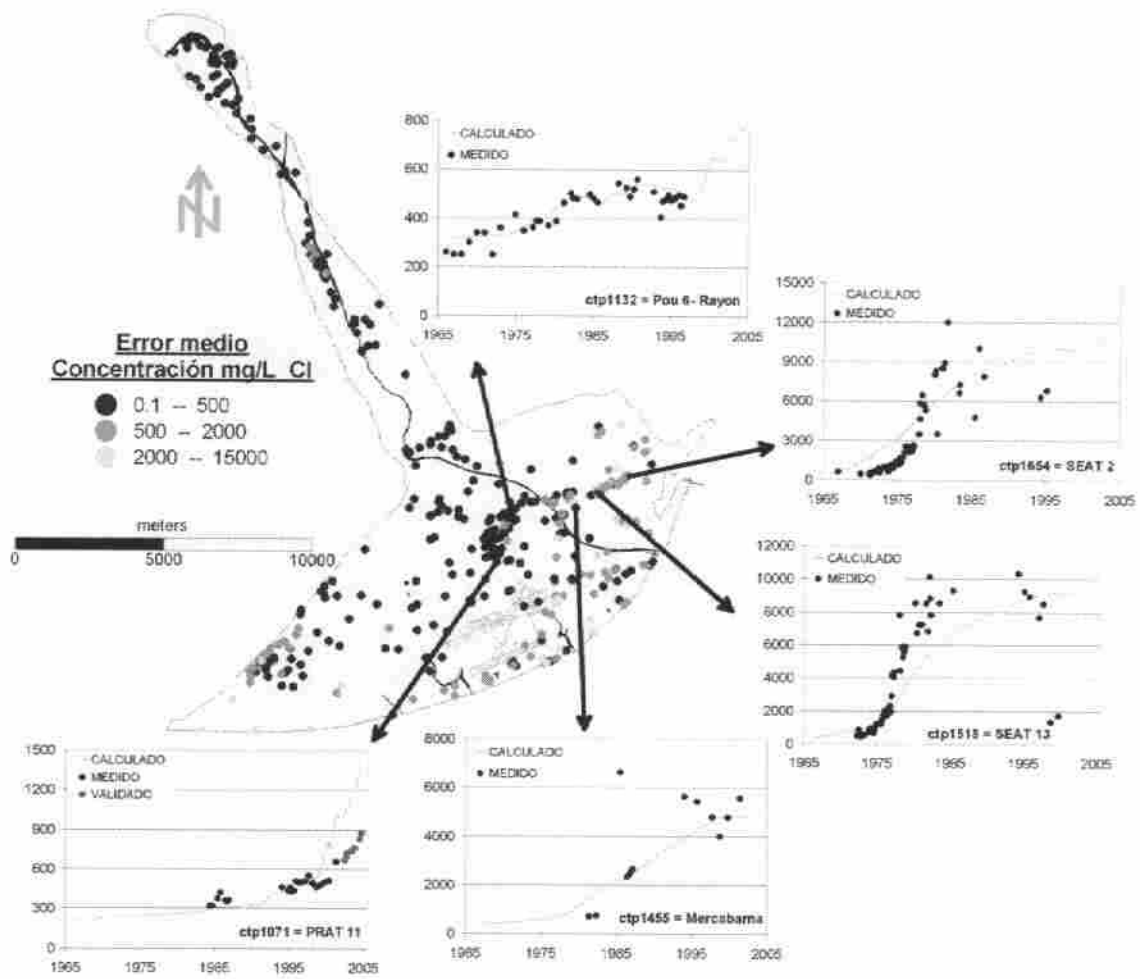 N
Error medio
Concentración mg/L Cl
0.1 -- 500
500 -- 2000
2000 -- 15000
meters
0 5000 10000
800
600
400
200
0
CALCULADO
MEDIDO
ctp1132 = Pou 6- Rayon
1965 1975 1985 1995 2005
15000
12000
9000
6000
3000
0
CALCULADO
MEDIDO
ctp1654 = SEAT 2
1965 1975 1985 1995 2005
12000
10000
8000
6000
4000
2000
0
CALCULADO
MEDIDO
ctp1518 = SEAT 13
1965 1975 1985 1995 2005
1500
1200
900
600
300
0
CALCULADO
MEDIDO
VALIDADO
ctp1071 = PRAT 11
1965 1975 1985 1995 2005
8000
6000
4000
2000
0
CALCULADO
MEDIDO
ctp1455 = Mercabarna
1965 1975 1985 1995 2005